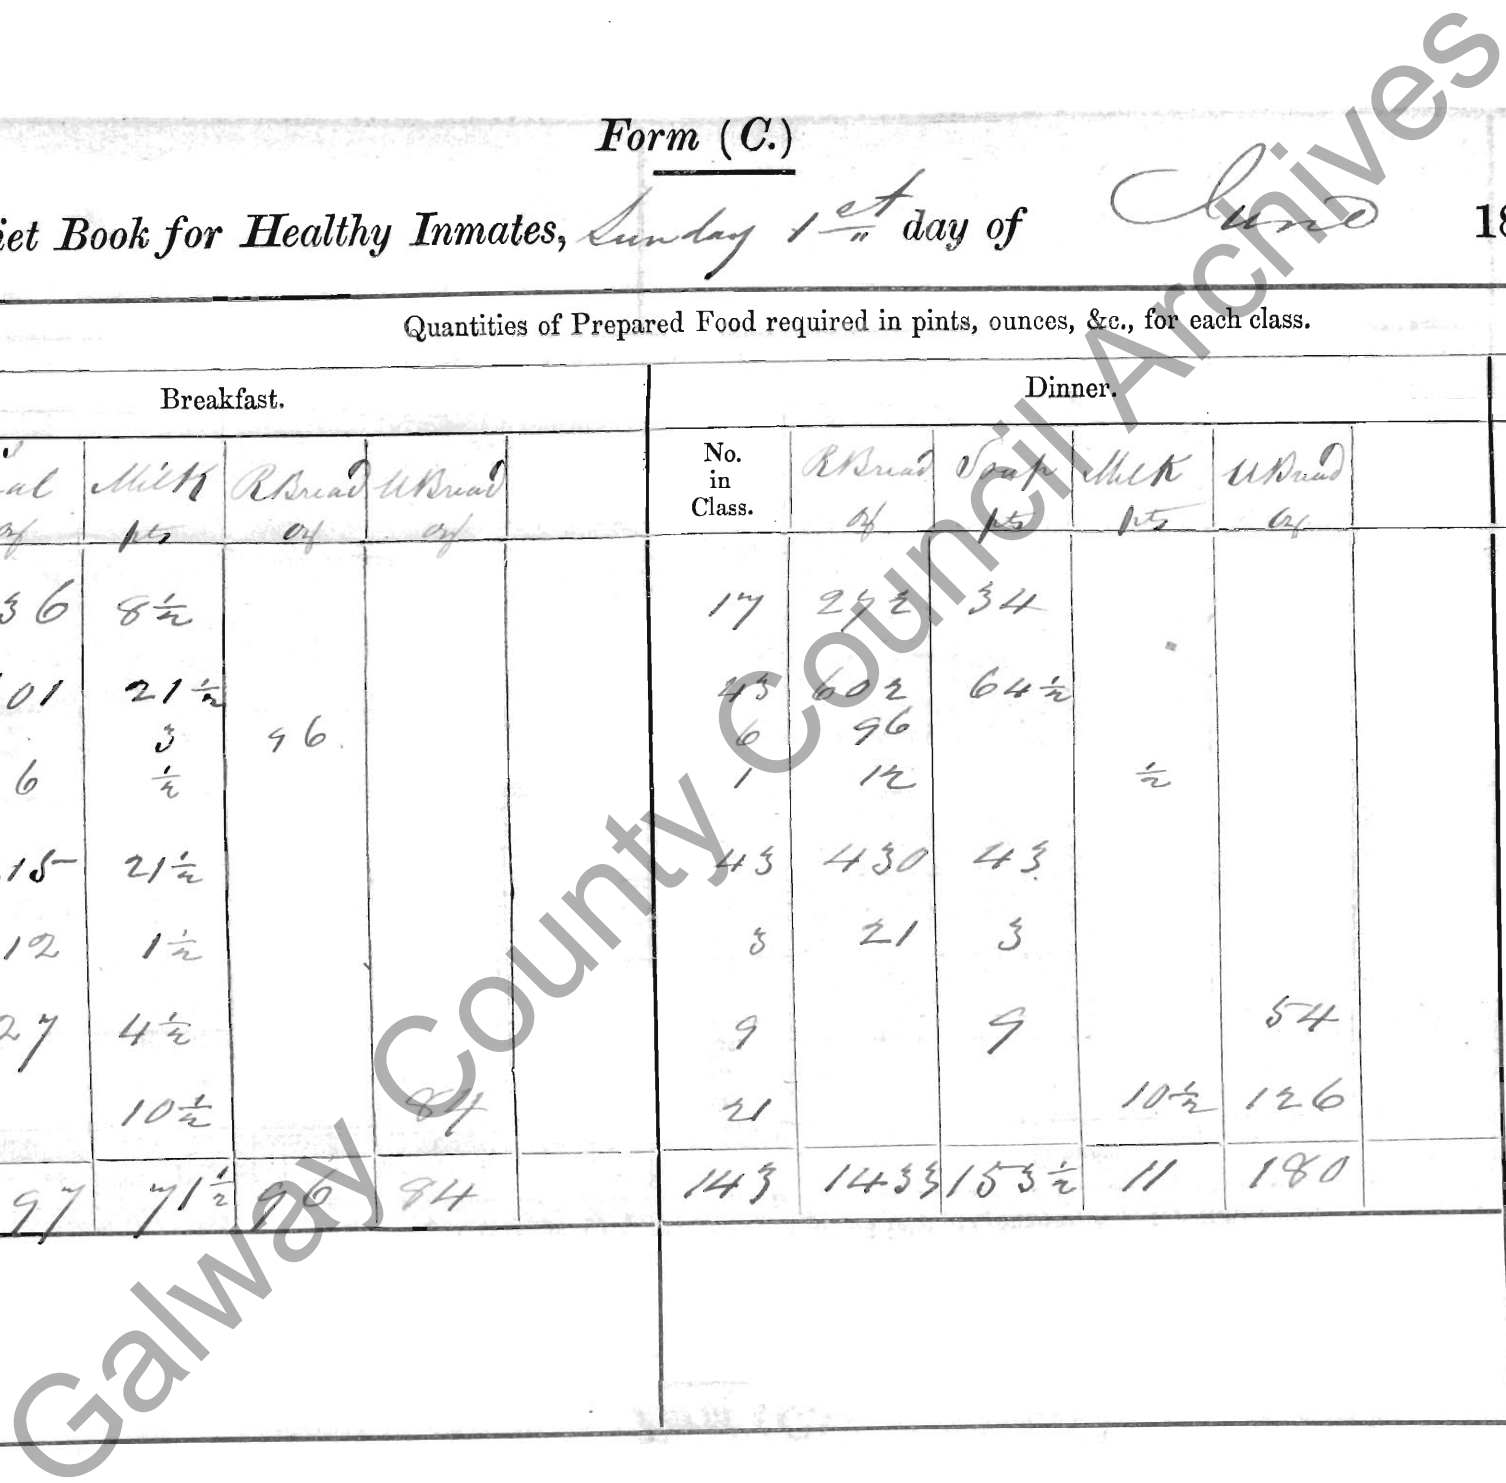 Form (C.)
iet Book for Healthy Inmates, Sunday 1st day of June 18
Quantities of Prepared Food required in pints, ounces, &c., for each class.
Breakfast. Dinner.
al Milk R Bread W Bread No. in Class. R Bread Soup Milk W Bread
oz pts oz oz oz pts pts oz
36 8½ 17 272 34
01 21½ 43 602 64½
3 96 6 96
6 ½ 1 12 ½
15 21½ 43 430 43
12 1½ 3 21 3
27 4½ 9 9 54
10½ 84 21 10½ 126
97 71½ 96 84 143 1433 153½ 11 180
Galway County Council Archives